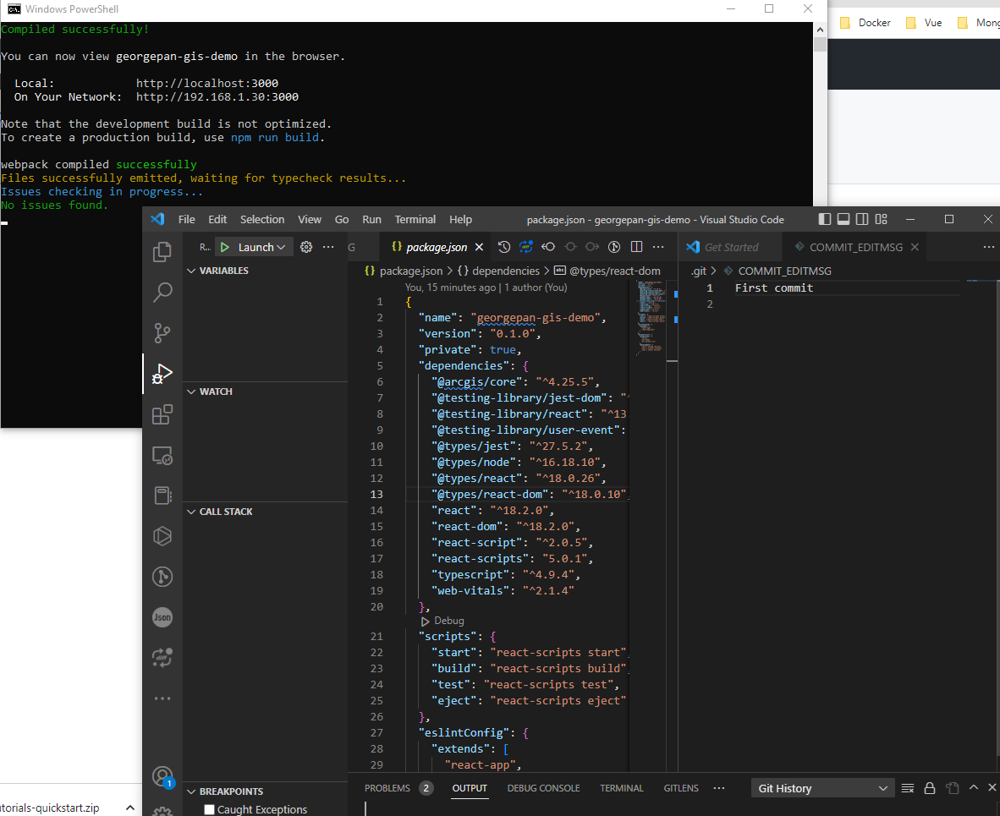 Windows PowerShell
Compiled successfully!
You can now view georgepan-gis-demo in the browser.
Local: http://localhost:3000
On Your Network: http://192.168.1.30:3000
Note that the development build is not optimized.
To create a production build, use npm run build.
webpack compiled successfully
Files successfully emitted, waiting for typecheck results...
Issues checking in progress...
No issues found.
Docker
Vue
Mong
File Edit Selection View Go Run Terminal Help
package.json - georgepan-gis-demo - Visual Studio Code
R... Launch
G
{} package.json
Get Started
COMMIT_EDITMSG
VARIABLES
WATCH
CALL STACK
BREAKPOINTS
Caught Exceptions
{} package.json > {} dependencies > abc @types/react-dom
You, 15 minutes ago | 1 author (You)
1 {
2 "name": "georgepan-gis-demo",
3 "version": "0.1.0",
4 "private": true,
5 "dependencies": {
6 "@arcgis/core": "^4.25.5",
7 "@testing-library/jest-dom": "^
8 "@testing-library/react": "^13
9 "@testing-library/user-event":
10 "@types/jest": "^27.5.2",
11 "@types/node": "^16.18.10",
12 "@types/react": "^18.0.26",
13 "@types/react-dom": "^18.0.10",
14 "react": "^18.2.0",
15 "react-dom": "^18.2.0",
16 "react-script": "^2.0.5",
17 "react-scripts": "5.0.1",
18 "typescript": "^4.9.4",
19 "web-vitals": "^2.1.4"
20 },
Debug
21 "scripts": {
22 "start": "react-scripts start",
23 "build": "react-scripts build",
24 "test": "react-scripts test",
25 "eject": "react-scripts eject"
26 },
27 "eslintConfig": {
28 "extends": [
29 "react-app",
.git > COMMIT_EDITMSG
1 First commit
2
PROBLEMS 2 OUTPUT DEBUG CONSOLE TERMINAL GITLENS ...
Git History
Json
1
utorials-quickstart.zip